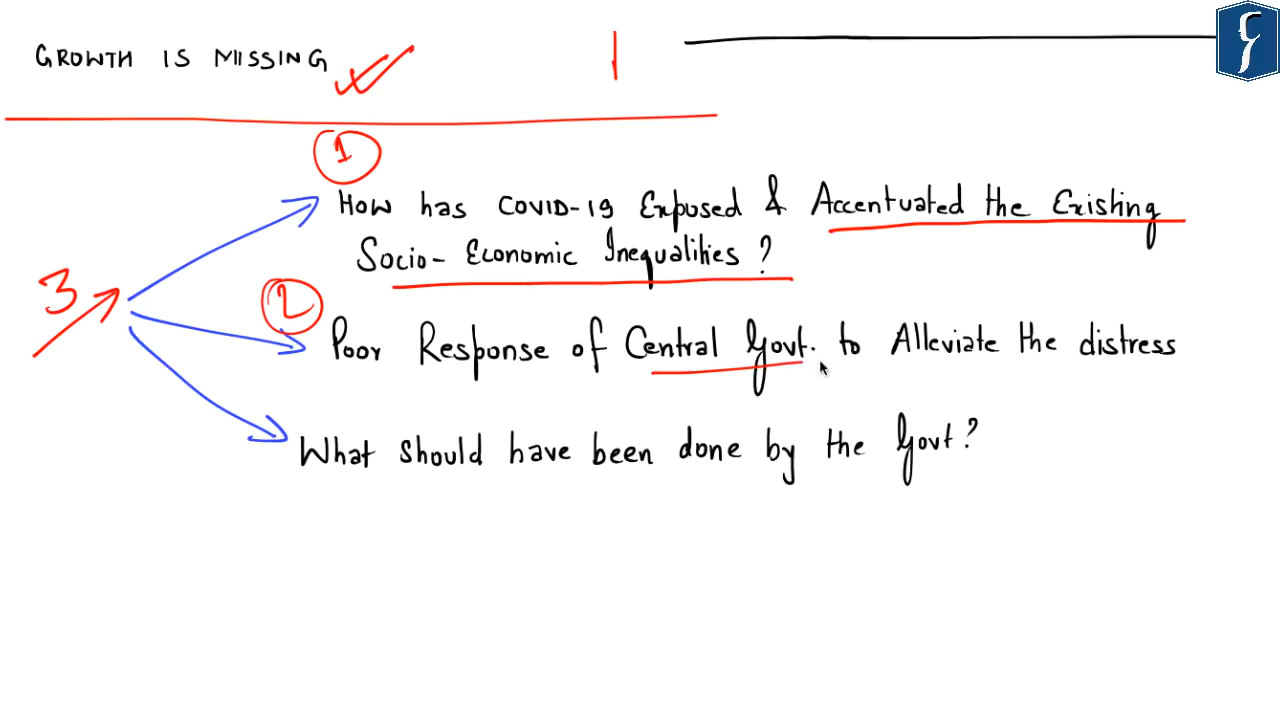 GROWTH IS MISSING
1
How has COVID-19 Exposed & Accentuated the Existing
Socio-Economic Inequalities?
3
2
Poor Response of Central Govt. to Alleviate the distress
What should have been done by the Govt?